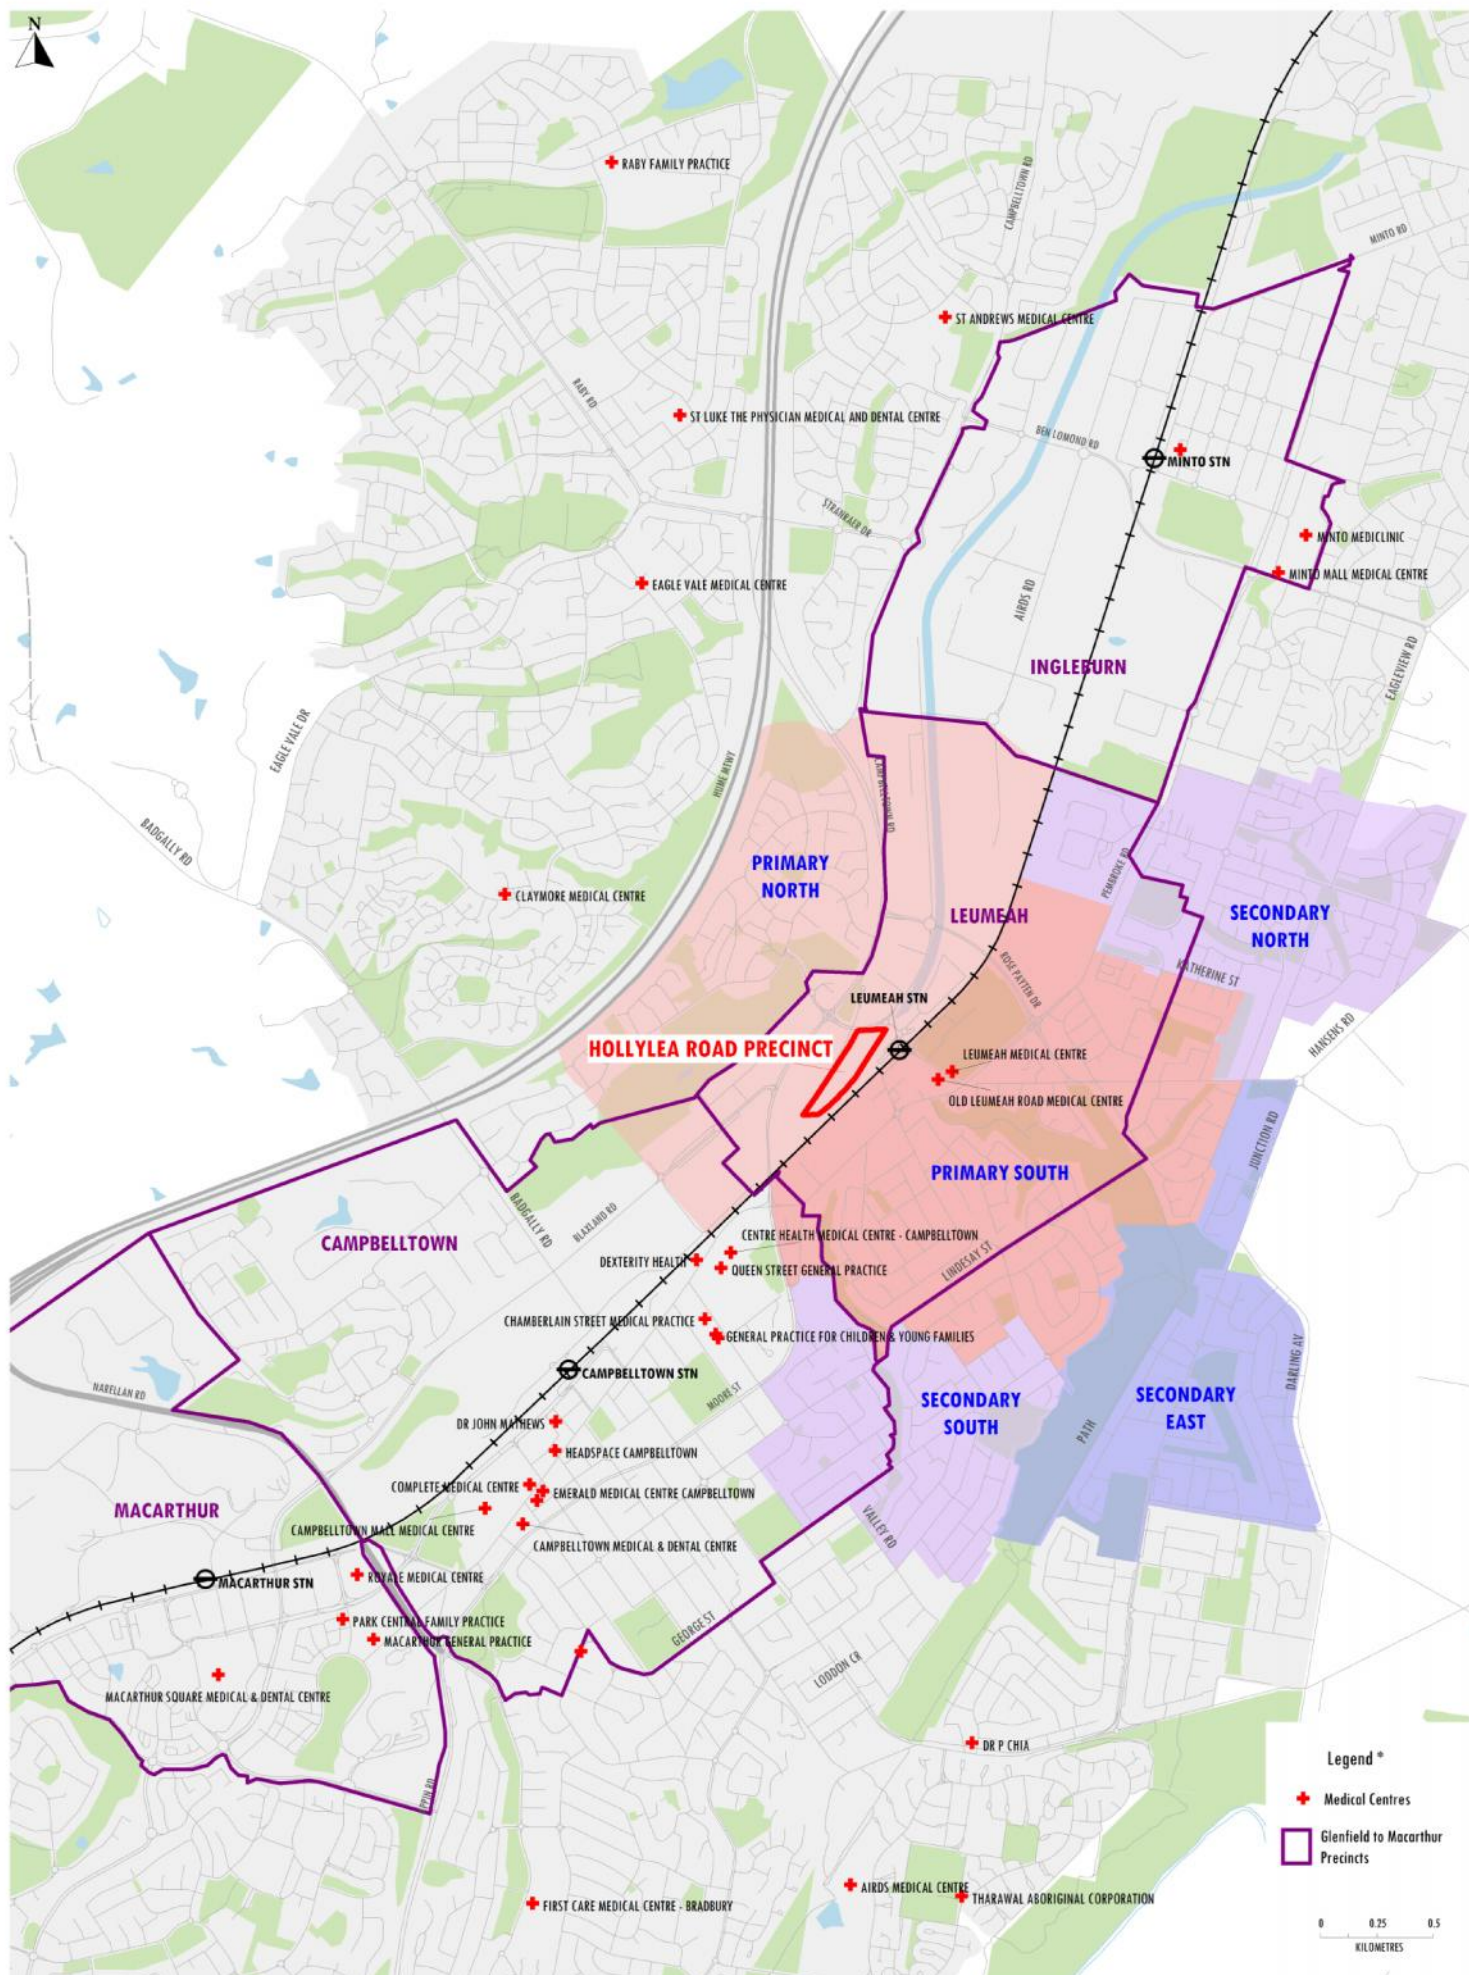 N
RABY FAMILY PRACTICE
CAMPBELLTOWN RD
MINTO RD
ST ANDREWS MEDICAL CENTRE
RABY RD
ST LUKE THE PHYSICIAN MEDICAL AND DENTAL CENTRE
BEN LOMOND RD
MINTO STN
STRANRAER DR
MINTO MEDICLINIC
EAGLE VALE MEDICAL CENTRE
MINTO MALL MEDICAL CENTRE
AIRDS RD
INGLEBURN
EAGLEVIEW RD
EAGLE VALE DR
HUME MTWY
CAMPBELLTOWN RD
BADGALLY RD
PRIMARY
NORTH
PEMBROKE RD
CLAYMORE MEDICAL CENTRE
LEUMEAH
SECONDARY
NORTH
KATHERINE ST
ROSE PAYTEN DR
LEUMEAH STN
HANSENS RD
HOLLYLEA ROAD PRECINCT
LEUMEAH MEDICAL CENTRE
OLD LEUMEAH ROAD MEDICAL CENTRE
JUNCTION RD
PRIMARY SOUTH
BADGALLY RD
BLAXLAND RD
CAMPBELLTOWN
CENTRE HEALTH MEDICAL CENTRE - CAMPBELLTOWN
DEXTERITY HEALTH
QUEEN STREET GENERAL PRACTICE
LINDESAY ST
CHAMBERLAIN STREET MEDICAL PRACTICE
GENERAL PRACTICE FOR CHILDREN & YOUNG FAMILIES
DARLING AV
CAMPBELLTOWN STN
NARELLAN RD
MOORE ST
SECONDARY
SOUTH
SECONDARY
EAST
PATH
DR JOHN MATHEWS
HEADSPACE CAMPBELLTOWN
COMPLETE MEDICAL CENTRE
EMERALD MEDICAL CENTRE CAMPBELLTOWN
MACARTHUR
CAMPBELLTOWN MALL MEDICAL CENTRE
VALLEY RD
CAMPBELLTOWN MEDICAL & DENTAL CENTRE
MACARTHUR STN
ROYALE MEDICAL CENTRE
PARK CENTRAL FAMILY PRACTICE
MACARTHUR GENERAL PRACTICE
GEORGE ST
LODDON CR
MACARTHUR SQUARE MEDICAL & DENTAL CENTRE
DR P CHIA
PPIN RD
AIRDS MEDICAL CENTRE
THARAWAL ABORIGINAL CORPORATION
FIRST CARE MEDICAL CENTRE - BRADBURY
Legend *
Medical Centres
Glenfield to Macarthur
Precincts
0 0.25 0.5
KILOMETRES